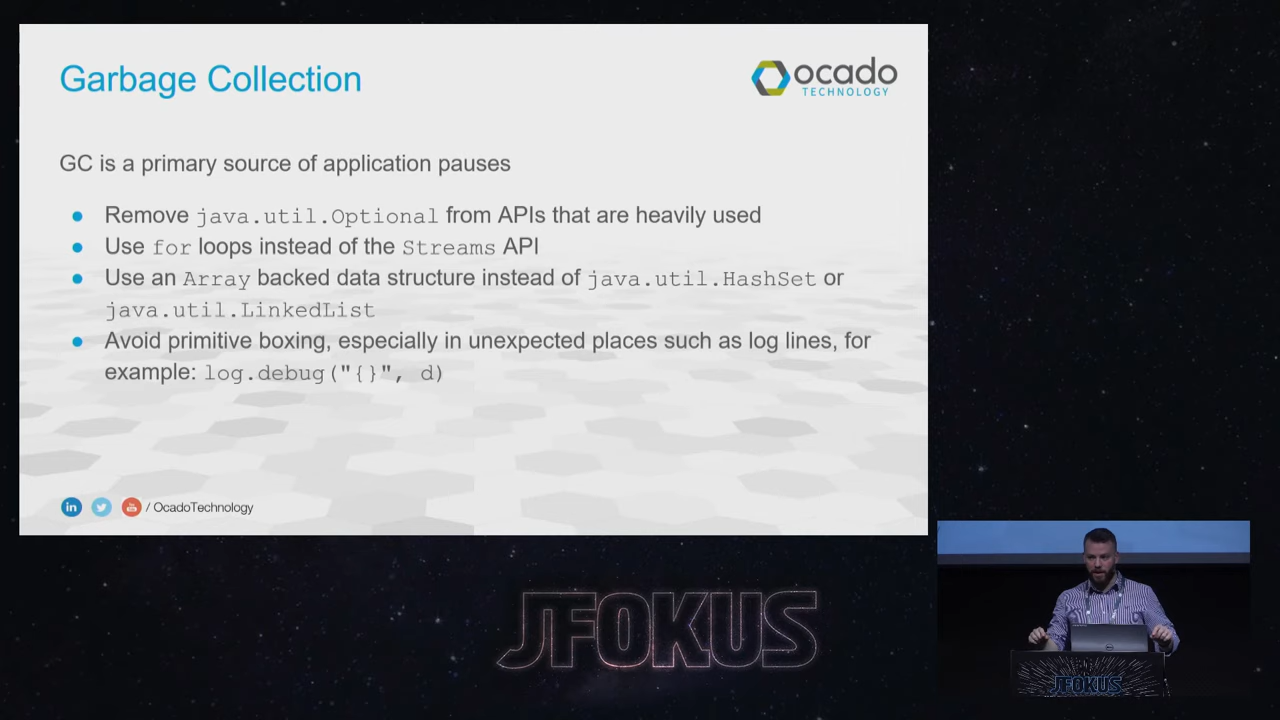 Garbage Collection
ocado
TECHNOLOGY
GC is a primary source of application pauses
● Remove java.util.Optional from APIs that are heavily used
● Use for loops instead of the Streams API
● Use an Array backed data structure instead of java.util.HashSet or
java.util.LinkedList
● Avoid primitive boxing, especially in unexpected places such as log lines, for
example: log.debug("{}", d)
in
/ OcadoTechnology
JFOKUS
JFOKUS